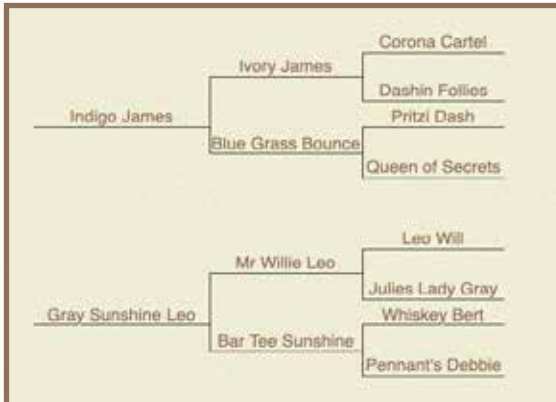 Corona Cartel
Ivory James
Dashin Follies
Indigo James
Pritzi Dash
Blue Grass Bounce
Queen of Secrets
Leo Will
Mr Willie Leo
Julies Lady Gray
Gray Sunshine Leo
Whiskey Bert
Bar Tee Sunshine
Pennant's Debbie